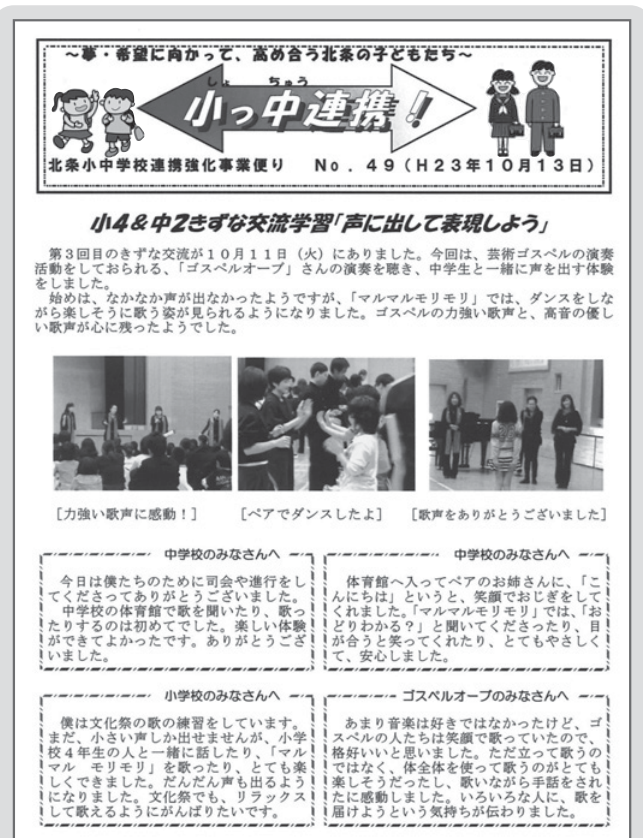 ～夢・希望に向かって、高め合う北条の子どもたち～
しょ ちゅう
小っ中連携！
北条小中学校連携強化事業便り No．49（H23年10月13日）
小4＆中2きずな交流学習「声に出して表現しよう」
第3回目のきずな交流が10月11日（火）にありました。今回は、芸術ゴスペルの演奏
活動をしておられる、「ゴスペルオーブ」さんの演奏を聴き、中学生と一緒に声を出す体験
をしました。
始めは、なかなか声が出なかったようですが、「マルマルモリモリ」では、ダンスをしな
がら楽しそうに歌う姿が見られるようになりました。ゴスペルの力強い歌声と、高音の優し
い歌声が心に残ったようでした。
［力強い歌声に感動！］
［ペアでダンスしたよ］
［歌声をありがとうございました］
中学校のみなさんへ
今日は僕たちのために司会や進行をし
てくださってありがとうございました。
中学校の体育館で歌を聞いたり、歌っ
たりするのは初めてでした。楽しい体験
ができてよかったです。ありがとうござ
いました。
中学校のみなさんへ
体育館へ入ってペアのお姉さんに、「こ
んにちは」というと、笑顔でおじぎをして
くれました。「マルマルモリモリ」では、「お
どりわかる？」と聞いてくださったり、目
が合うと笑ってくれたり、とてもやさしく
て、安心しました。
小学校のみなさんへ
僕は文化祭の歌の練習をしています。
まだ、小さい声しか出せませんが、小学
校4年生の人と一緒に話したり、「マル
マル モリモリ」を歌ったり、とても楽
しくできました。だんだん声も出るよう
になりました。文化祭でも、リラックス
して歌えるようにがんばりたいです。
ゴスペルオーブのみなさんへ
あまり音楽は好きではなかったけど、ゴ
スペルの人たちは笑顔で歌っていたので、
格好いいと思いました。ただ立って歌うの
ではなく、体全体を使って歌うのがとても
楽しそうだったし、歌いながら手話をされ
たに感動しました。いろいろな人に、歌を
届けようという気持ちが伝わりました。